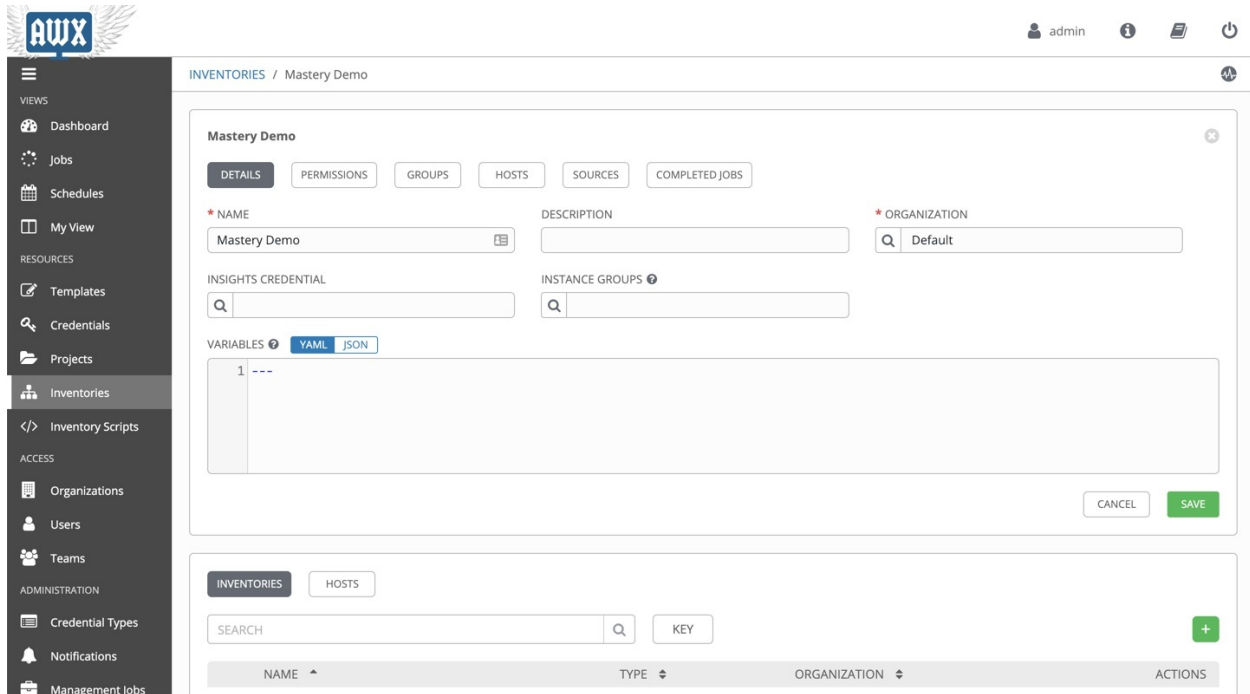 AWX
admin
VIEWS
Dashboard
Jobs
Schedules
My View
RESOURCES
Templates
Credentials
Projects
Inventories
Inventory Scripts
ACCESS
Organizations
Users
Teams
ADMINISTRATION
Credential Types
Notifications
Management Jobs
INVENTORIES / Mastery Demo
Mastery Demo
DETAILS PERMISSIONS GROUPS HOSTS SOURCES COMPLETED JOBS
* NAME DESCRIPTION * ORGANIZATION
Mastery Demo Default
INSIGHTS CREDENTIAL INSTANCE GROUPS
VARIABLES YAML JSON
1 ---
CANCEL SAVE
INVENTORIES HOSTS
SEARCH KEY +
NAME TYPE ORGANIZATION ACTIONS